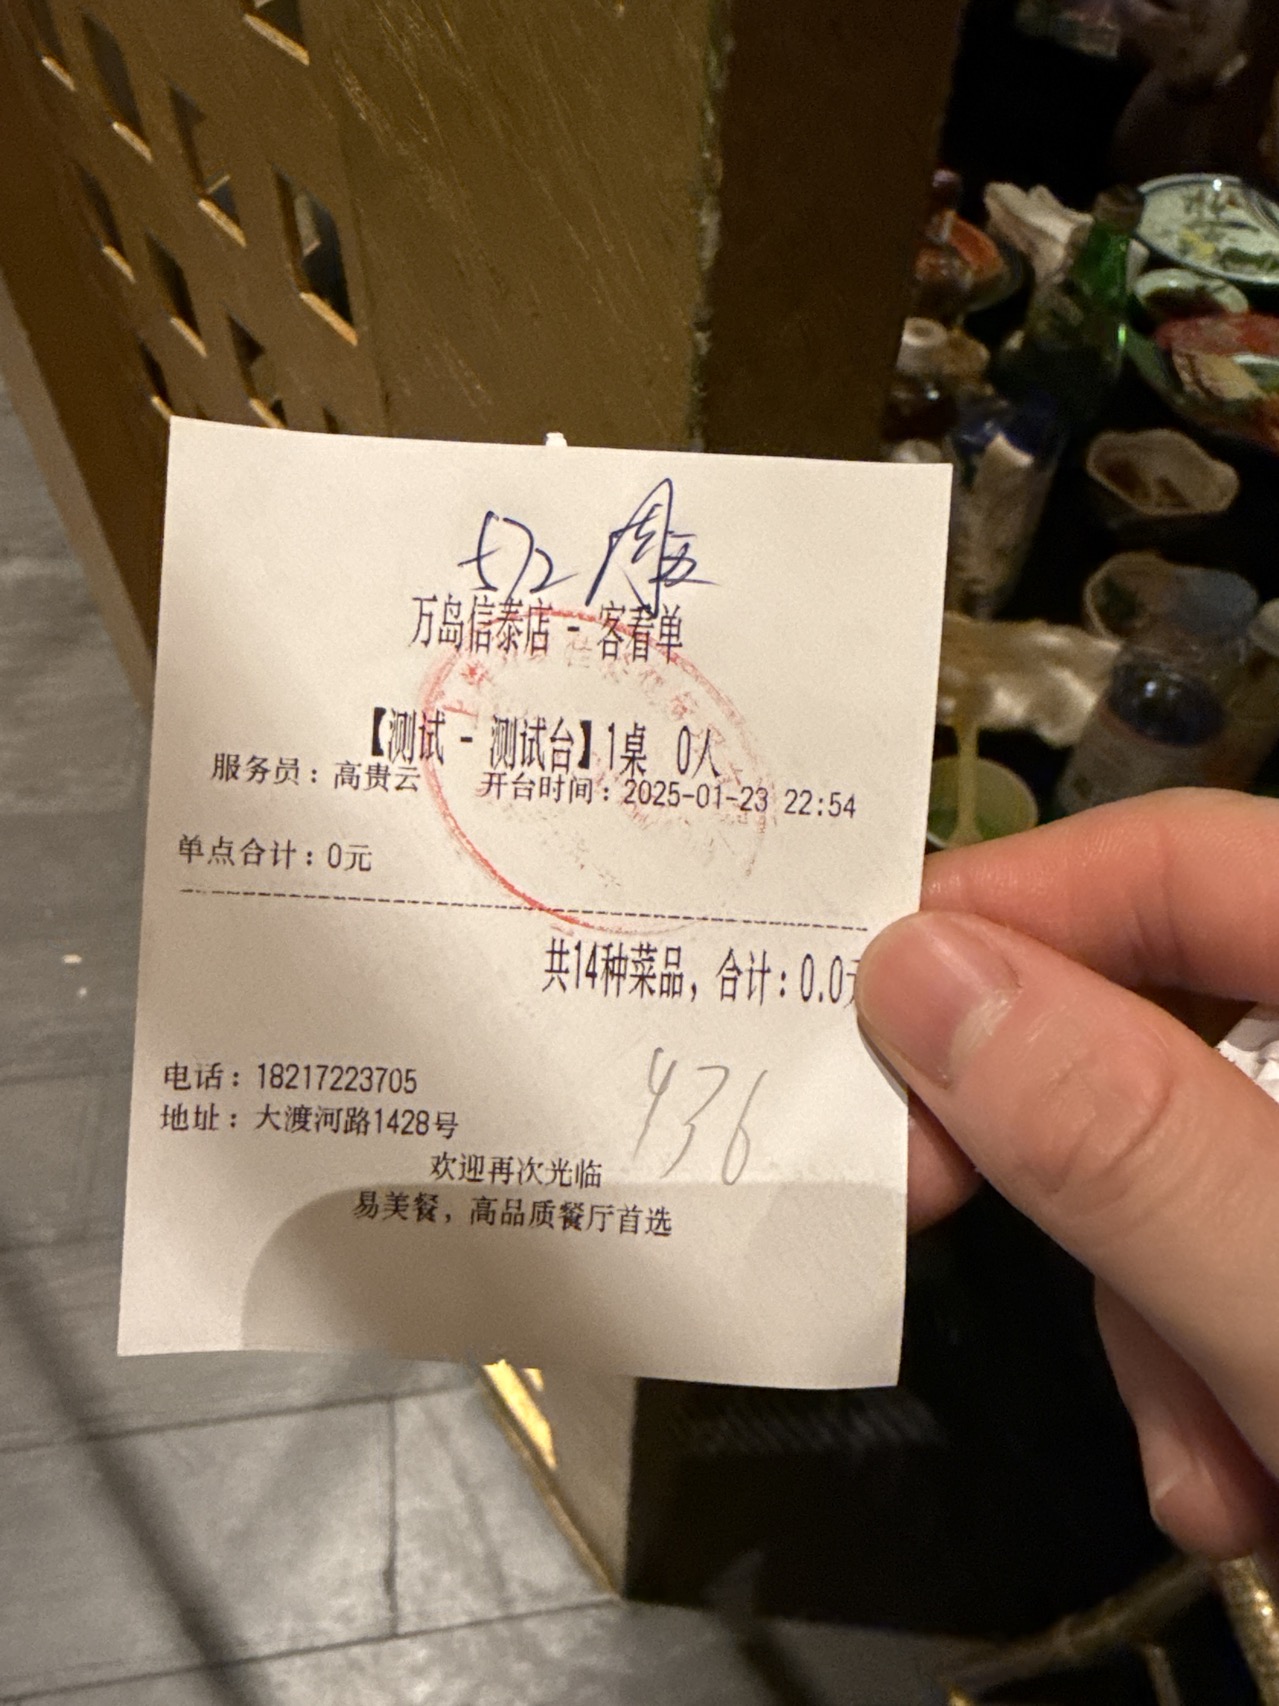 万岛信泰店 - 客看单
【测试 - 测试台】1桌 0人
服务员：高贵云 开台时间：2025-01-23 22:54
单点合计：0元
共14种菜品，合计：0.0元
436
电话：18217223705
地址：大渡河路1428号
欢迎再次光临
易美餐，高品质餐厅首选